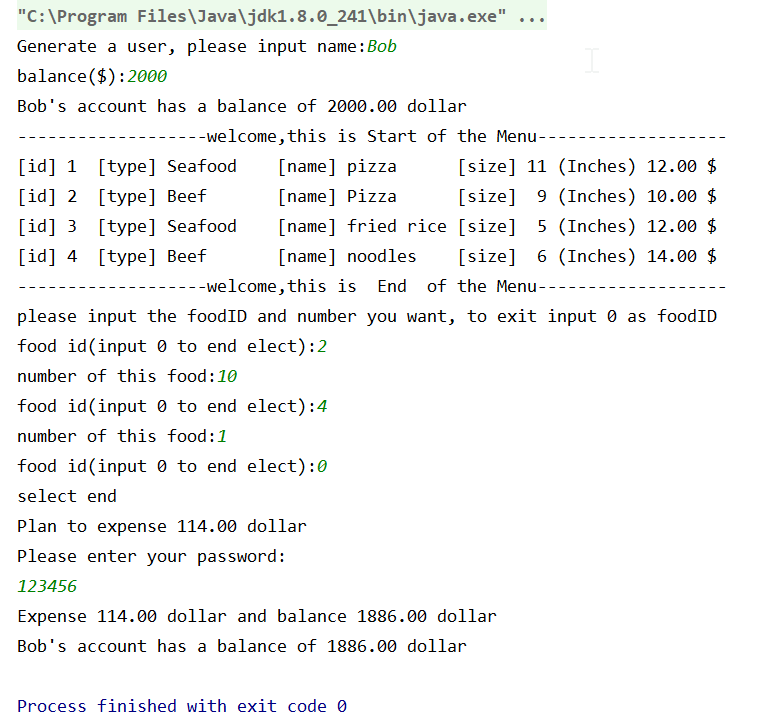 "C:\Program Files\Java\jdk1.8.0_241\bin\java.exe" ...
Generate a user, please input name:Bob
balance($):2000
Bob's account has a balance of 2000.00 dollar
-------------------welcome,this is Start of the Menu-------------------
[id] 1  [type] Seafood    [name] pizza      [size] 11 (Inches) 12.00 $
[id] 2  [type] Beef       [name] Pizza      [size]  9 (Inches) 10.00 $
[id] 3  [type] Seafood    [name] fried rice [size]  5 (Inches) 12.00 $
[id] 4  [type] Beef       [name] noodles    [size]  6 (Inches) 14.00 $
-------------------welcome,this is  End  of the Menu-------------------
please input the foodID and number you want, to exit input 0 as foodID
food id(input 0 to end elect):2
number of this food:10
food id(input 0 to end elect):4
number of this food:1
food id(input 0 to end elect):0
select end
Plan to expense 114.00 dollar
Please enter your password:
123456
Expense 114.00 dollar and balance 1886.00 dollar
Bob's account has a balance of 1886.00 dollar
Process finished with exit code 0